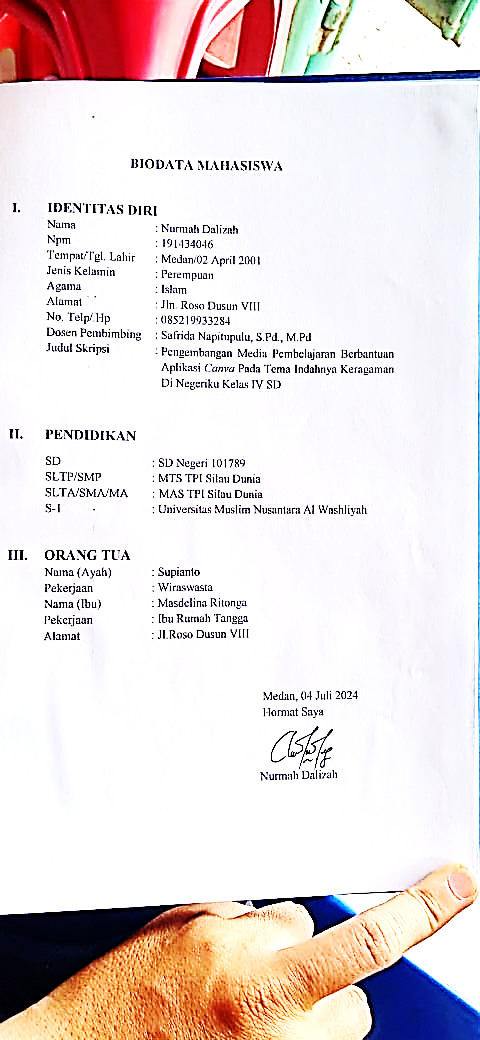 BIODATA MAHASISWA
I. IDENTITAS DIRI
Nama : Nurmah Dalizah
Npm : 191434046
Tempat/Tgl. Lahir : Medan/02 April 2001
Jenis Kelamin : Perempuan
Agama : Islam
Alamat : Jln. Roso Dusun VIII
No. Telp/.Hp : 085219933284
Dosen Pembimbing : Safrida Napitupulu, S.Pd., M.Pd
Judul Skripsi : Pengembangan Media Pembelajaran Berbantuan
Aplikasi Canva Pada Tema Indahnya Keragaman
Di Negeriku Kelas IV SD
II. PENDIDIKAN
SD : SD Negeri 101789
SLTP/SMP : MTS TPI Silau Dunia
SLTA/SMA/MA : MAS TPI Silau Dunia
S-1 : Universitas Muslim Nusantara Al Washliyah
III. ORANG TUA
Nama (Ayah) : Supianto
Pekerjaan : Wiraswasta
Nama (Ibu) : Masdelina Ritonga
Pekerjaan : Ibu Rumah Tangga
Alamat : Jl.Roso Dusun VIII
Medan, 04 Juli 2024
Hormat Saya
Nurmah Dalizah